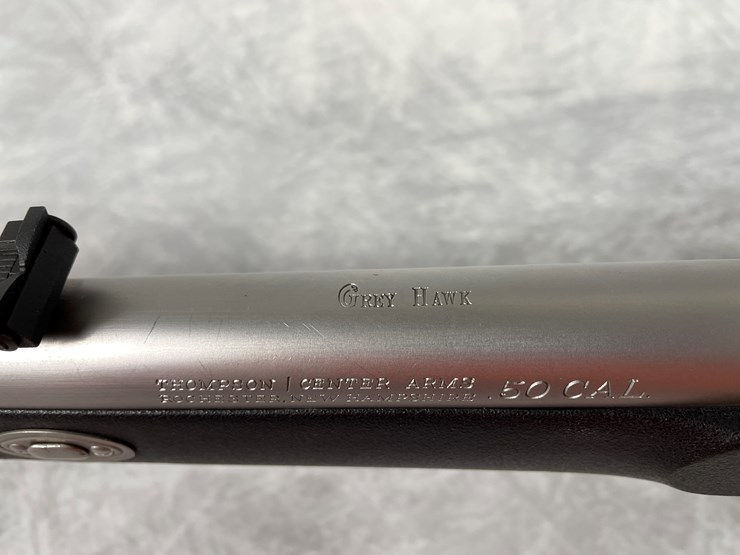 GREY HAWK
THOMPSON / CENTER ARMS .50 CAL.
ROCHESTER, NEW HAMPSHIRE